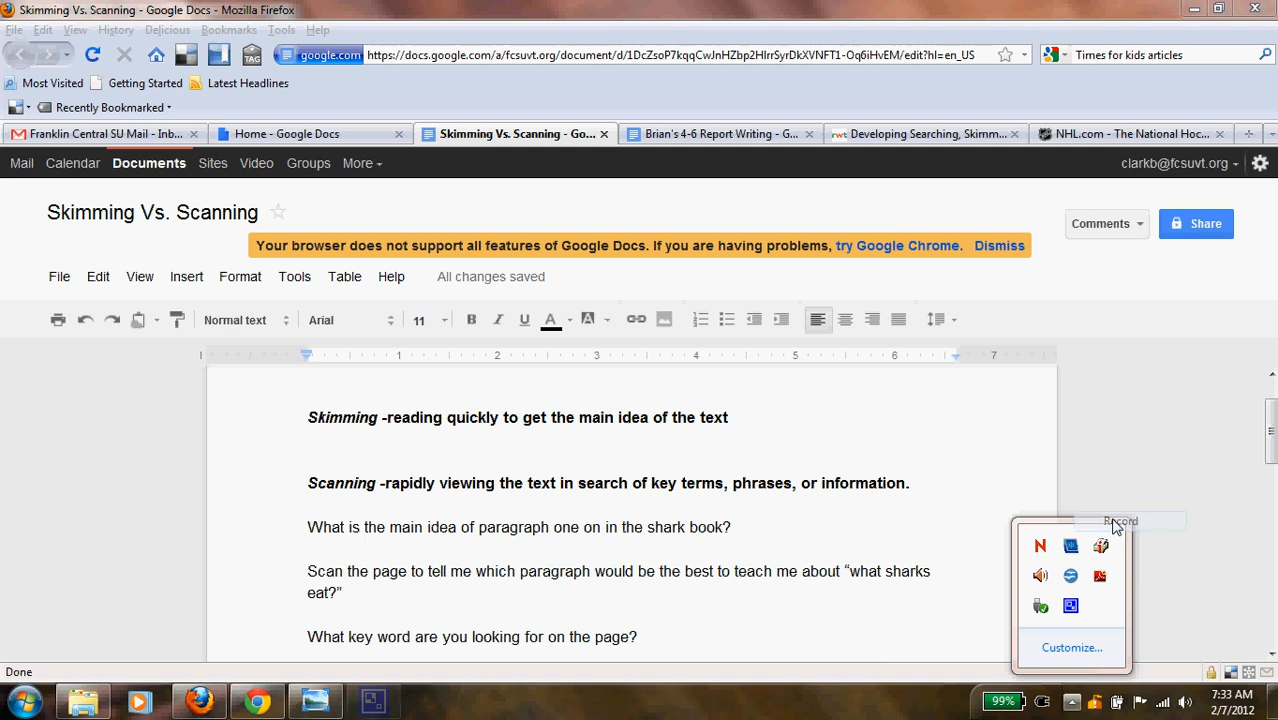 Skimming Vs. Scanning - Google Docs - Mozilla Firefox
File Edit View History Delicious Bookmarks Tools Help
TAG google.com https://docs.google.com/a/fcsuvt.org/document/d/1DcZsoP7kqqCwJnHZbp2HIrrSyrDkXVNFT1-Oq6iHvEM/edit?hl=en_US Times for kids articles
Most Visited Getting Started Latest Headlines
Recently Bookmarked
Franklin Central SU Mail - Inb... Home - Google Docs Skimming Vs. Scanning - Go... Brian's 4-6 Report Writing - G... rwt Developing Searching, Skimm... NHL.com - The National Hoc...
Mail Calendar Documents Sites Video Groups More clarkb@fcsuvt.org
Skimming Vs. Scanning
Comments Share
Your browser does not support all features of Google Docs. If you are having problems, try Google Chrome. Dismiss
File Edit View Insert Format Tools Table Help All changes saved
Normal text Arial 11 B I U A A
1 2 3 4 5 6 7
Skimming -reading quickly to get the main idea of the text
Scanning -rapidly viewing the text in search of key terms, phrases, or information.
What is the main idea of paragraph one on in the shark book?
Record
Scan the page to tell me which paragraph would be the best to teach me about “what sharks
eat?”
What key word are you looking for on the page?
N
Customize...
Done
99% 7:33 AM
2/7/2012